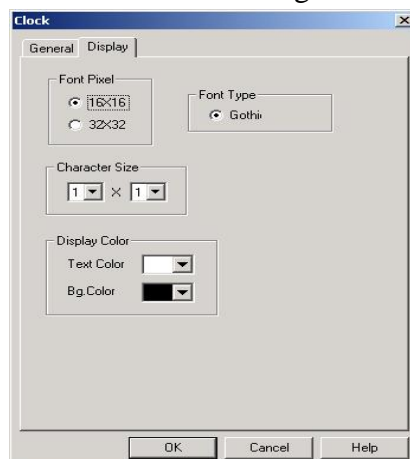 Clock
General Display
Font Pixel
16X16
32X32
Font Type
Gothi
Character Size
1 X 1
Display Color
Text Color
Bg.Color
OK Cancel Help